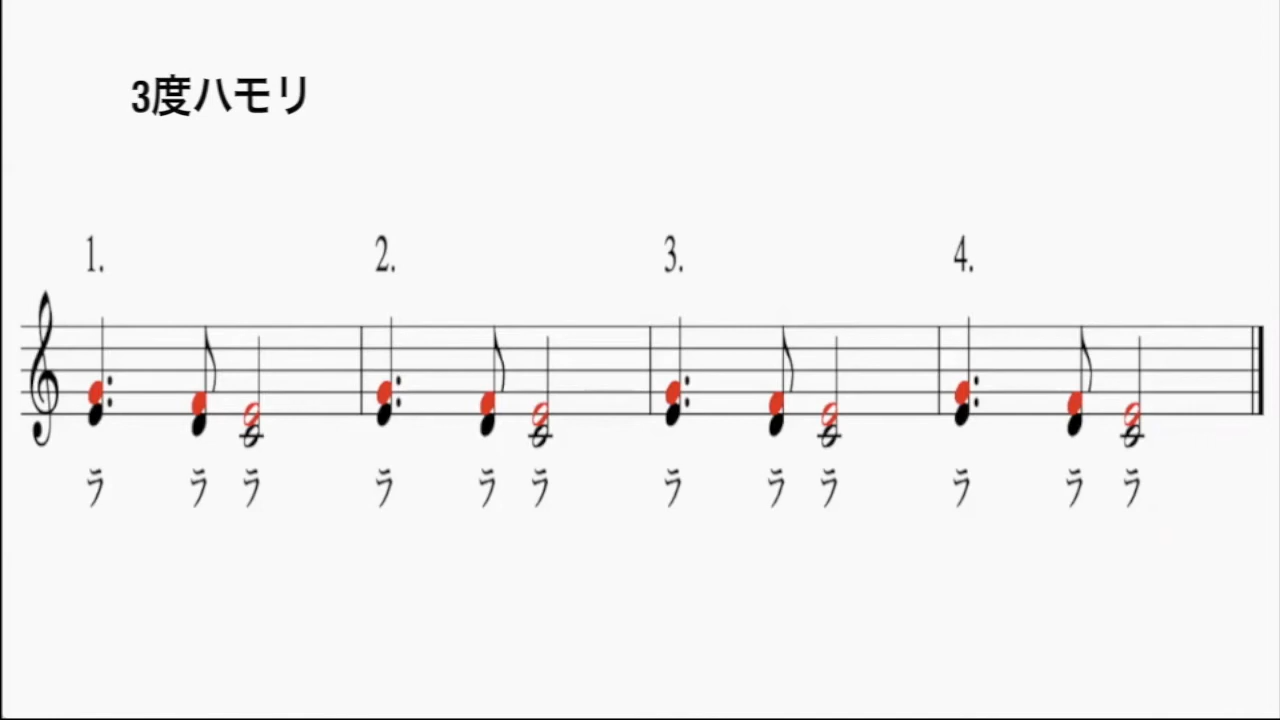 3度ハモリ
1. 2. 3. 4.
ラ ラ ラ ラ ラ ラ ラ ラ ラ ラ ラ ラ